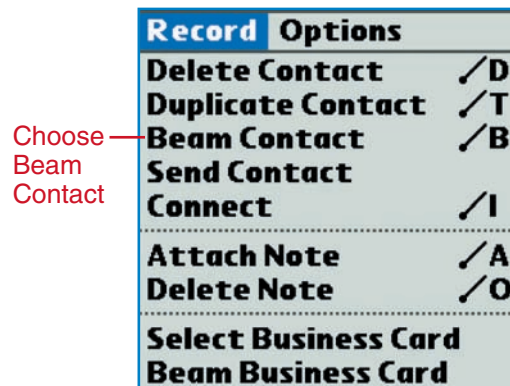 Record Options
Delete Contact ⟋D
Duplicate Contact ⟋T
Choose Beam Contact
Beam Contact ⟋B
Send Contact
Connect ⟋I
Attach Note ⟋A
Delete Note ⟋O
Select Business Card
Beam Business Card